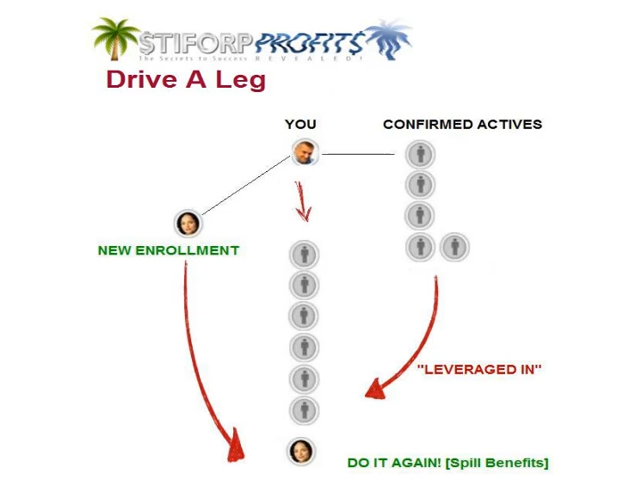 $TIFORP PROFIT$
The Secrets to Success REVEALED!
Drive A Leg
YOU
CONFIRMED ACTIVES
NEW ENROLLMENT
"LEVERAGED IN"
DO IT AGAIN! [Spill Benefits]